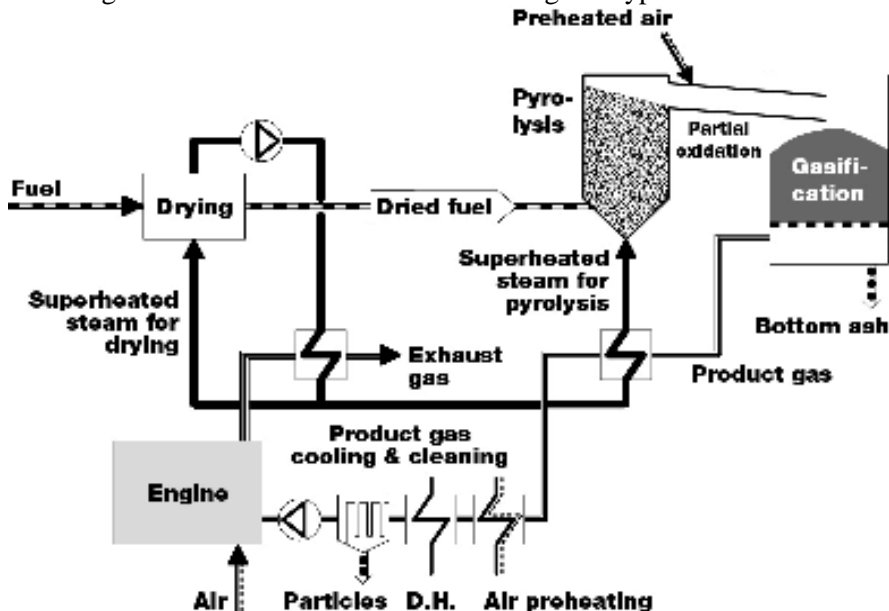 Preheated air
Pyro-
lysis
Partial
oxidation
Gasifi-
cation
Fuel
Drying
Dried fuel
Superheated
steam for
pyrolysis
Superheated
steam for
drying
Bottom ash
Exhaust
gas
Product gas
Product gas
cooling & cleaning
Engine
Air
Particles
D.H.
Air preheating